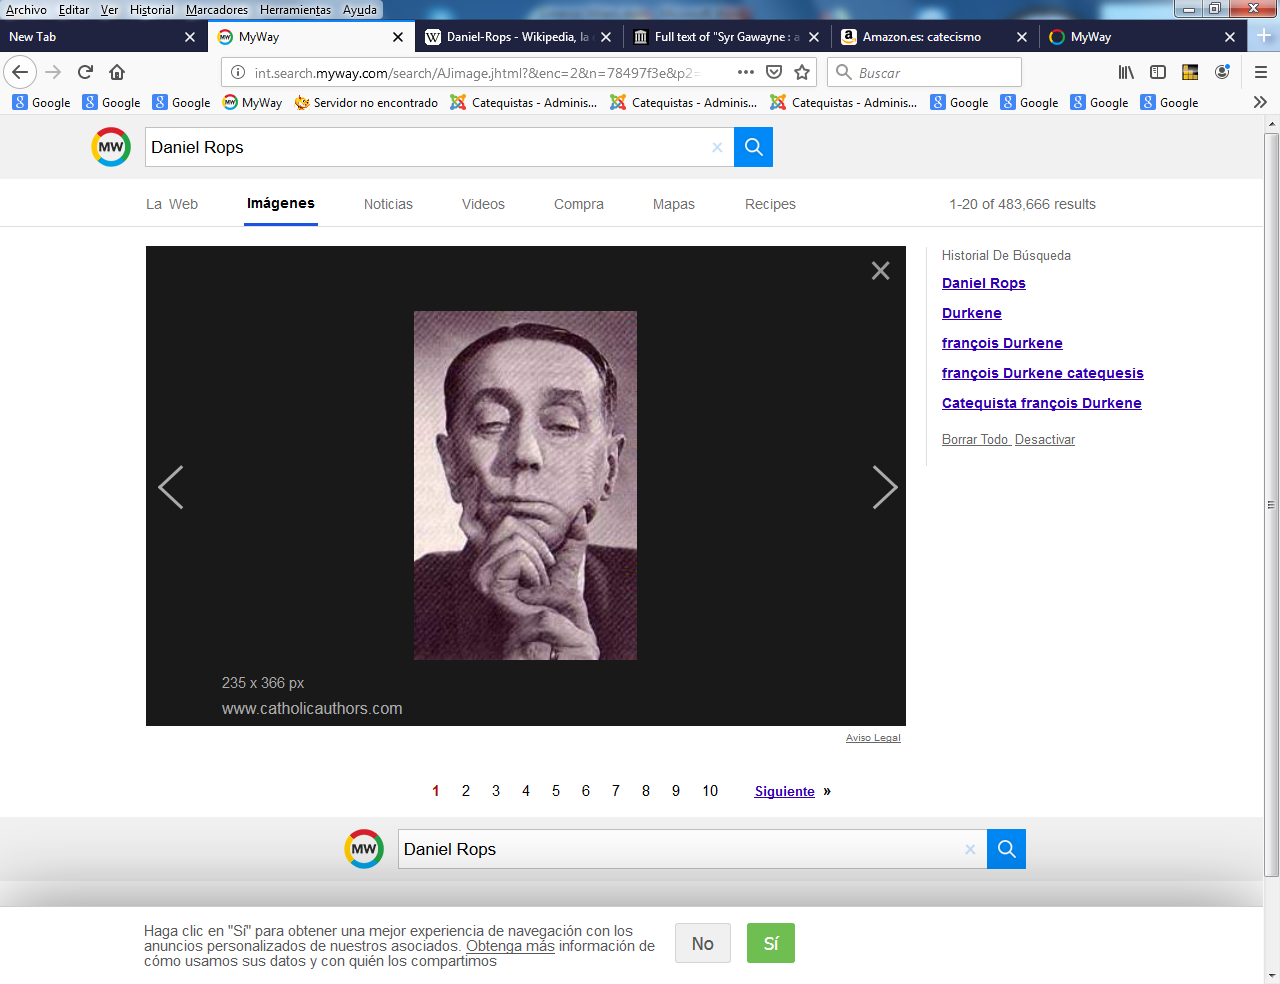 Archivo Editar Ver Historial Marcadores Herramientas Ayuda
New Tab
MyWay
Daniel-Rops - Wikipedia, la
Full text of "Syr Gawayne : a
Amazon.es: catecismo
MyWay
int.search.myway.com/search/AJimage.jhtml?&enc=2&n=78497f3e&p2=
Buscar
Google Google Google MyWay Servidor no encontrado Catequistas - Adminis... Catequistas - Adminis... Catequistas - Adminis... Google Google Google Google
MW
Daniel Rops
La Web Imágenes Noticias Videos Compra Mapas Recipes 1-20 of 483,666 results
Historial De Búsqueda
Daniel Rops
Durkene
françois Durkene
françois Durkene catequesis
Catequista françois Durkene
Borrar Todo Desactivar
235 x 366 px
www.catholicauthors.com
Aviso Legal
1 2 3 4 5 6 7 8 9 10 Siguiente »
MW
Daniel Rops
Haga clic en "Sí" para obtener una mejor experiencia de navegación con los
anuncios personalizados de nuestros asociados. Obtenga más información de
cómo usamos sus datos y con quién los compartimos
No
Sí